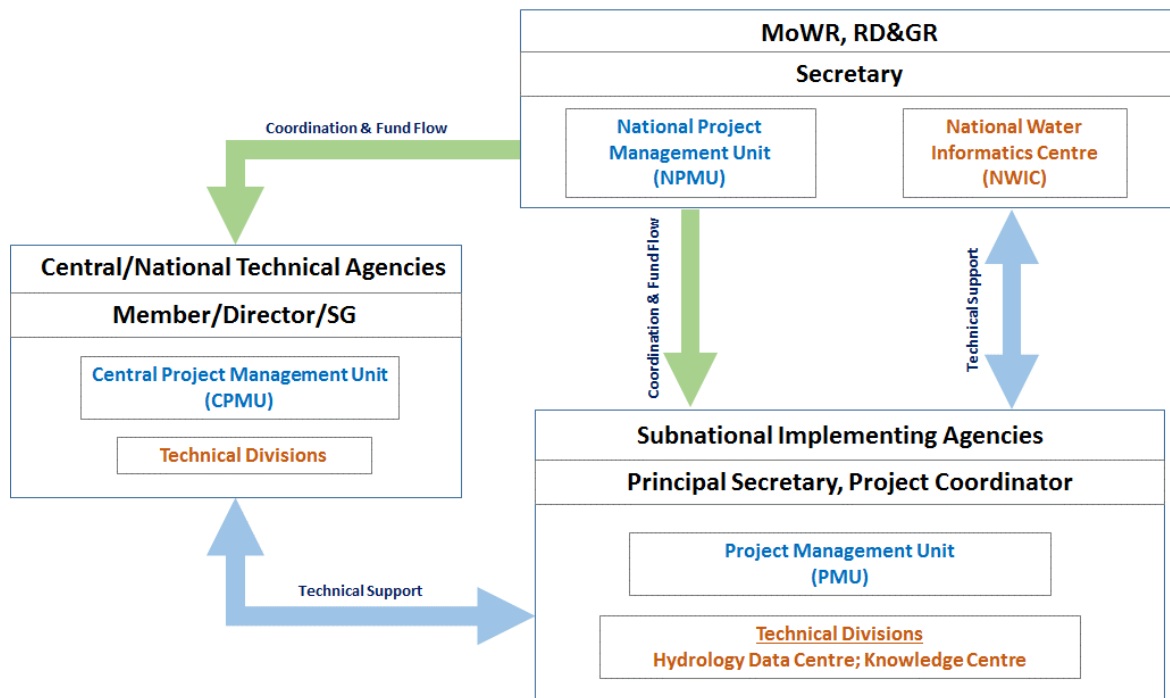 MoWR, RD&GR
Secretary
National Project
Management Unit
(NPMU)
National Water
Informatics Centre
(NWIC)
Coordination & Fund Flow
Central/National Technical Agencies
Member/Director/SG
Central Project Management Unit
(CPMU)
Technical Divisions
Coordination & Fund Flow
Technical Support
Subnational Implementing Agencies
Principal Secretary, Project Coordinator
Project Management Unit
(PMU)
Technical Divisions
Hydrology Data Centre; Knowledge Centre
Technical Support